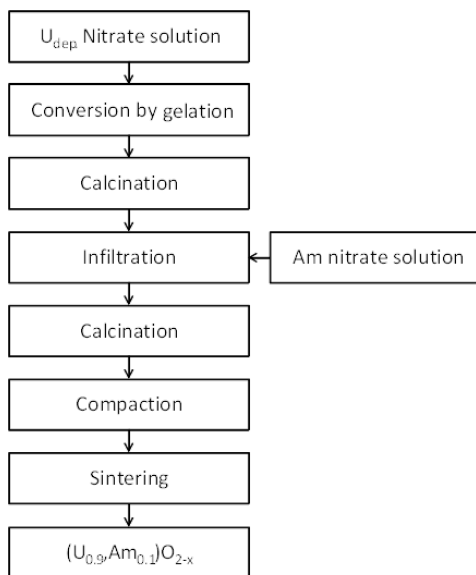 U_dep. Nitrate solution
Conversion by gelation
Calcination
Infiltration
Am nitrate solution
Calcination
Compaction
Sintering
(U₀.₉,Am₀.₁)O₂₋ₓ